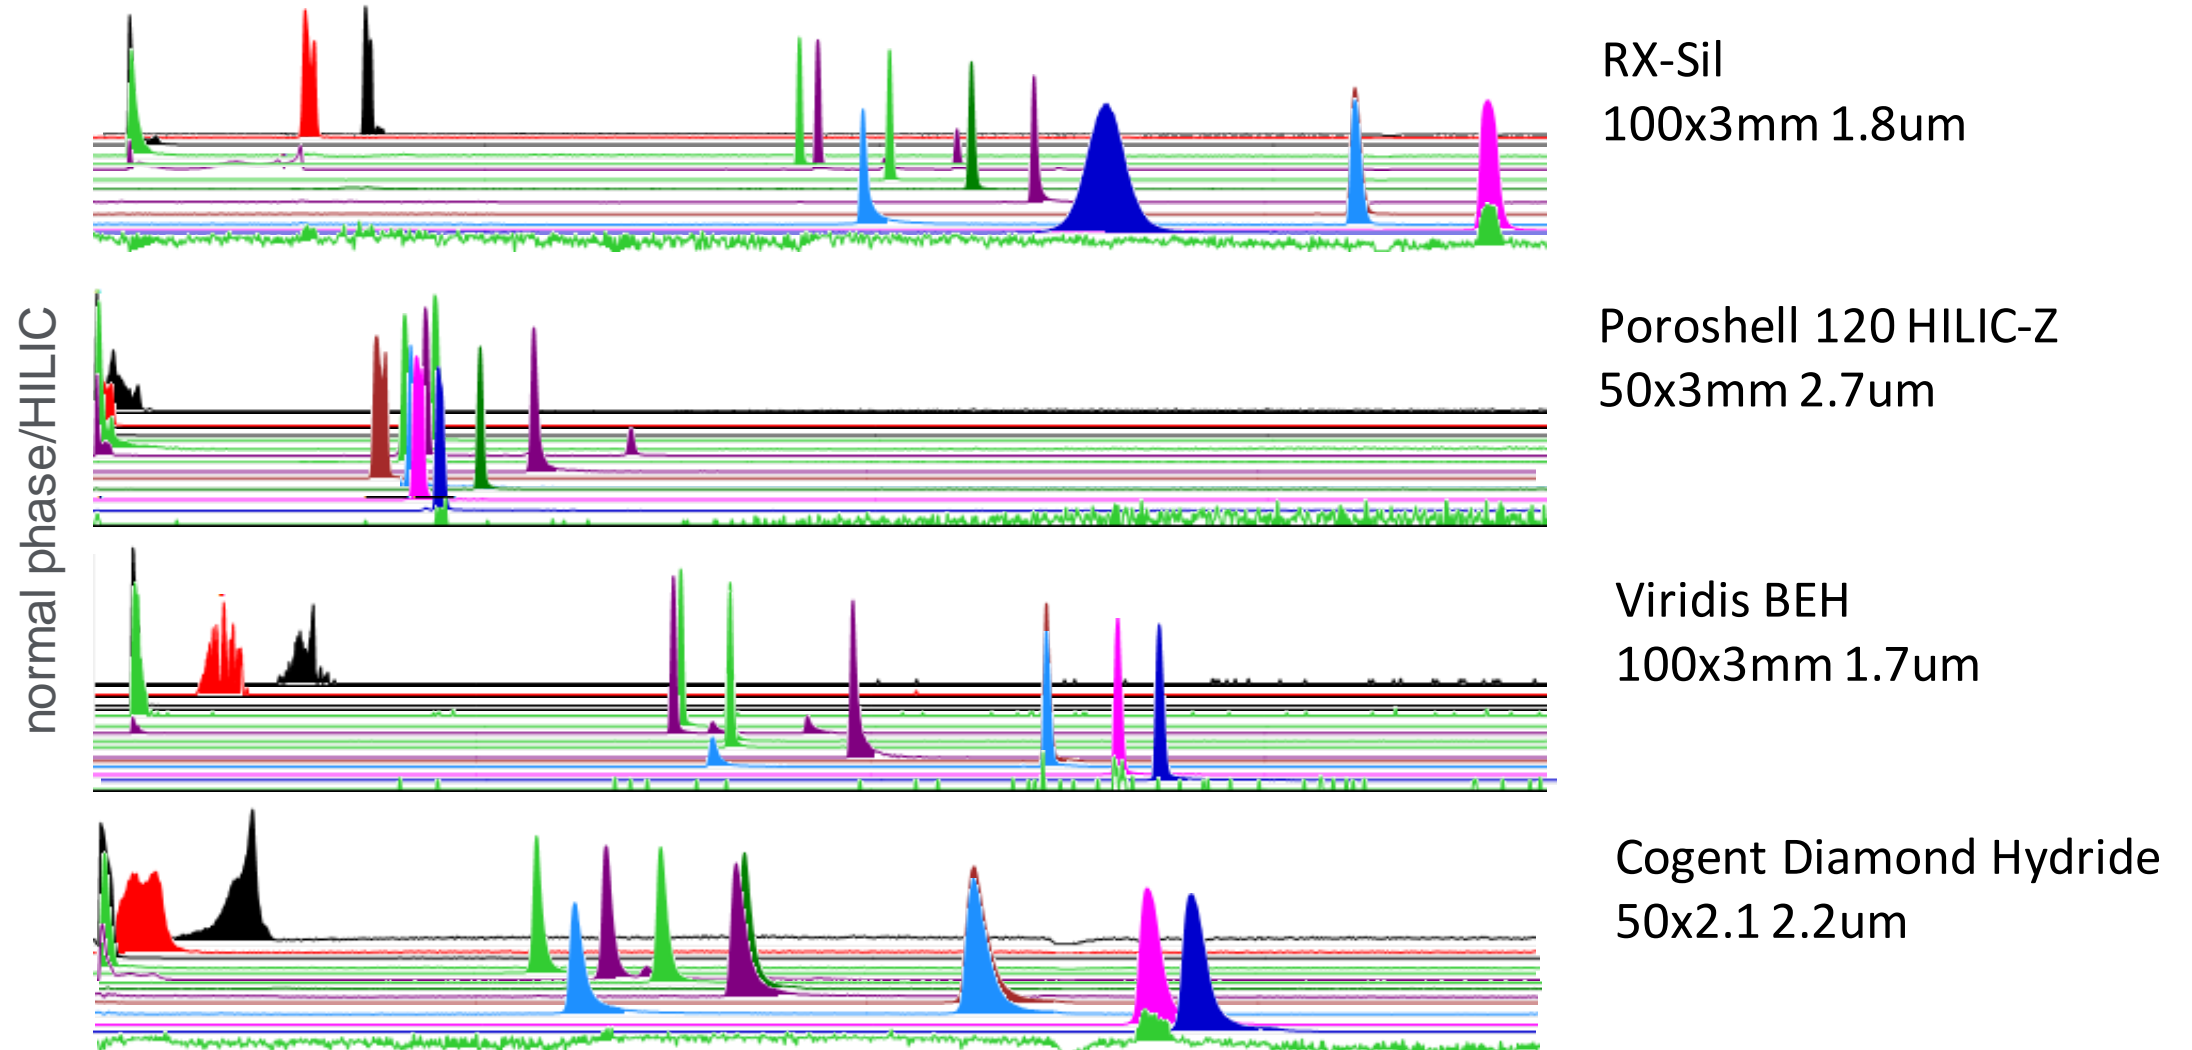 normal phase/HILIC
RX-Sil
100x3mm 1.8um
Poroshell 120 HILIC-Z
50x3mm 2.7um
Viridis BEH
100x3mm 1.7um
Cogent Diamond Hydride
50x2.1 2.2um